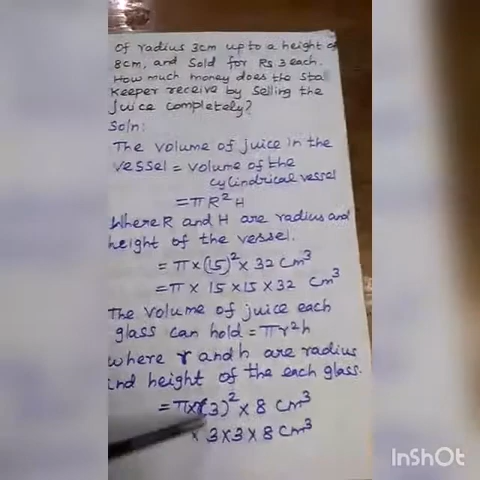 Of radius 3cm up to a height of
8cm, and Sold for Rs.3 each.
How much money does the Stall
Keeper receive by Selling the
juice completely?
Soln:
The volume of juice in the
vessel = volume of the
cylindrical vessel
= π R² H
Where R and H are radius and
height of the vessel.
= π × (15)² × 32 cm³
= π × 15 × 15 × 32 cm³
The volume of juice each
glass can hold = πr²h
where r and h are radius
and height of the each glass.
= π × (3)² × 8 cm³
× 3 × 3 × 8 cm³
InShOt